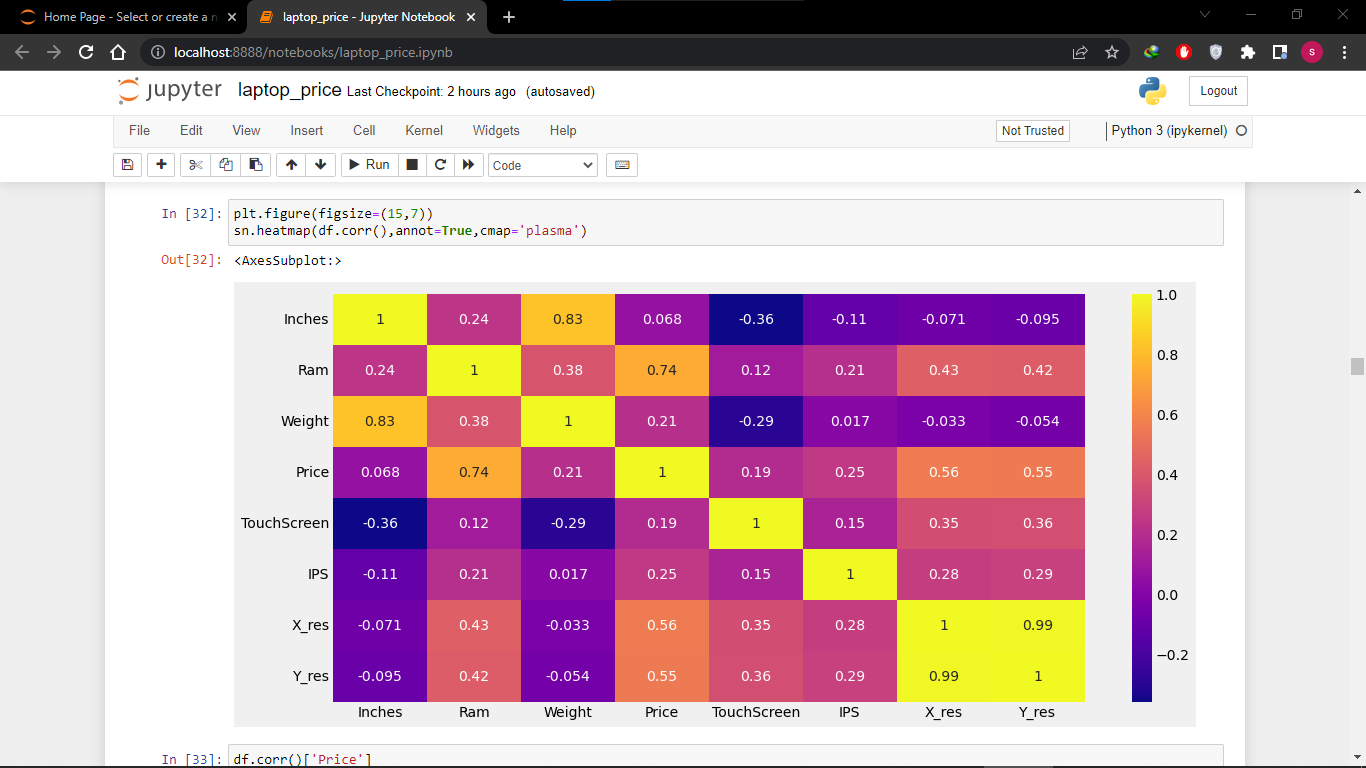 Home Page - Select or create a n
laptop_price - Jupyter Notebook
localhost:8888/notebooks/laptop_price.ipynb
s
jupyter laptop_price Last Checkpoint: 2 hours ago (autosaved)
Logout
File Edit View Insert Cell Kernel Widgets Help
Not Trusted
Python 3 (ipykernel)
Run
Code
In [32]: plt.figure(figsize=(15,7))
sn.heatmap(df.corr(),annot=True,cmap='plasma')
Out[32]: <AxesSubplot:>
Inches 1 0.24 0.83 0.068 -0.36 -0.11 -0.071 -0.095
Ram 0.24 1 0.38 0.74 0.12 0.21 0.43 0.42
Weight 0.83 0.38 1 0.21 -0.29 0.017 -0.033 -0.054
Price 0.068 0.74 0.21 1 0.19 0.25 0.56 0.55
TouchScreen -0.36 0.12 -0.29 0.19 1 0.15 0.35 0.36
IPS -0.11 0.21 0.017 0.25 0.15 1 0.28 0.29
X_res -0.071 0.43 -0.033 0.56 0.35 0.28 1 0.99
Y_res -0.095 0.42 -0.054 0.55 0.36 0.29 0.99 1
Inches Ram Weight Price TouchScreen IPS X_res Y_res
1.0
0.8
0.6
0.4
0.2
0.0
−0.2
In [33]: df.corr()['Price']